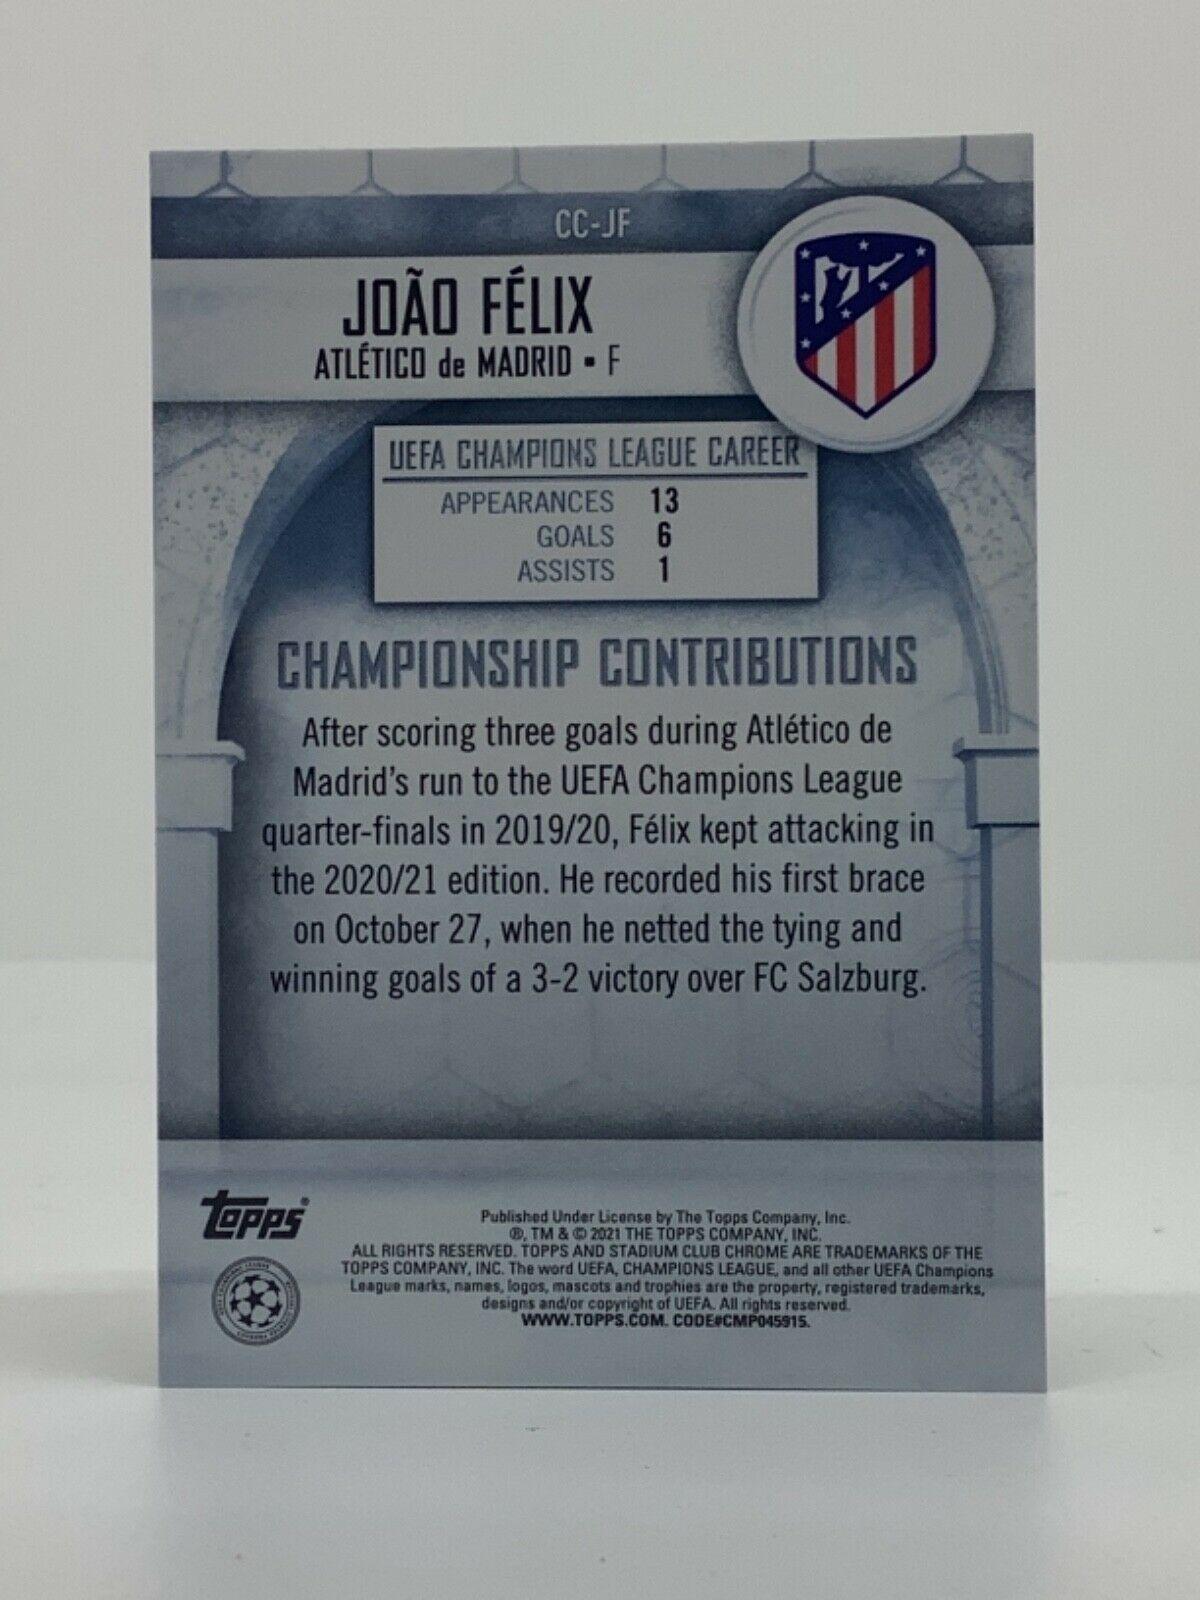 CC-JF
JOÃO FÉLIX
ATLÉTICO de MADRID ▪ F
UEFA CHAMPIONS LEAGUE CAREER
APPEARANCES 13
GOALS 6
ASSISTS 1
CHAMPIONSHIP CONTRIBUTIONS
After scoring three goals during Atlético de
Madrid's run to the UEFA Champions League
quarter-finals in 2019/20, Félix kept attacking in
the 2020/21 edition. He recorded his first brace
on October 27, when he netted the tying and
winning goals of a 3-2 victory over FC Salzburg.
Topps®
Published Under License by The Topps Company, Inc.
®, TM & © 2021 THE TOPPS COMPANY, INC.
ALL RIGHTS RESERVED. TOPPS AND STADIUM CLUB CHROME ARE TRADEMARKS OF THE
TOPPS COMPANY, INC. The word UEFA, CHAMPIONS LEAGUE, and all other UEFA Champions
League marks, names, logos, mascots and trophies are the property, registered trademarks,
designs and/or copyright of UEFA. All rights reserved.
WWW.TOPPS.COM. CODE#CMP045915.